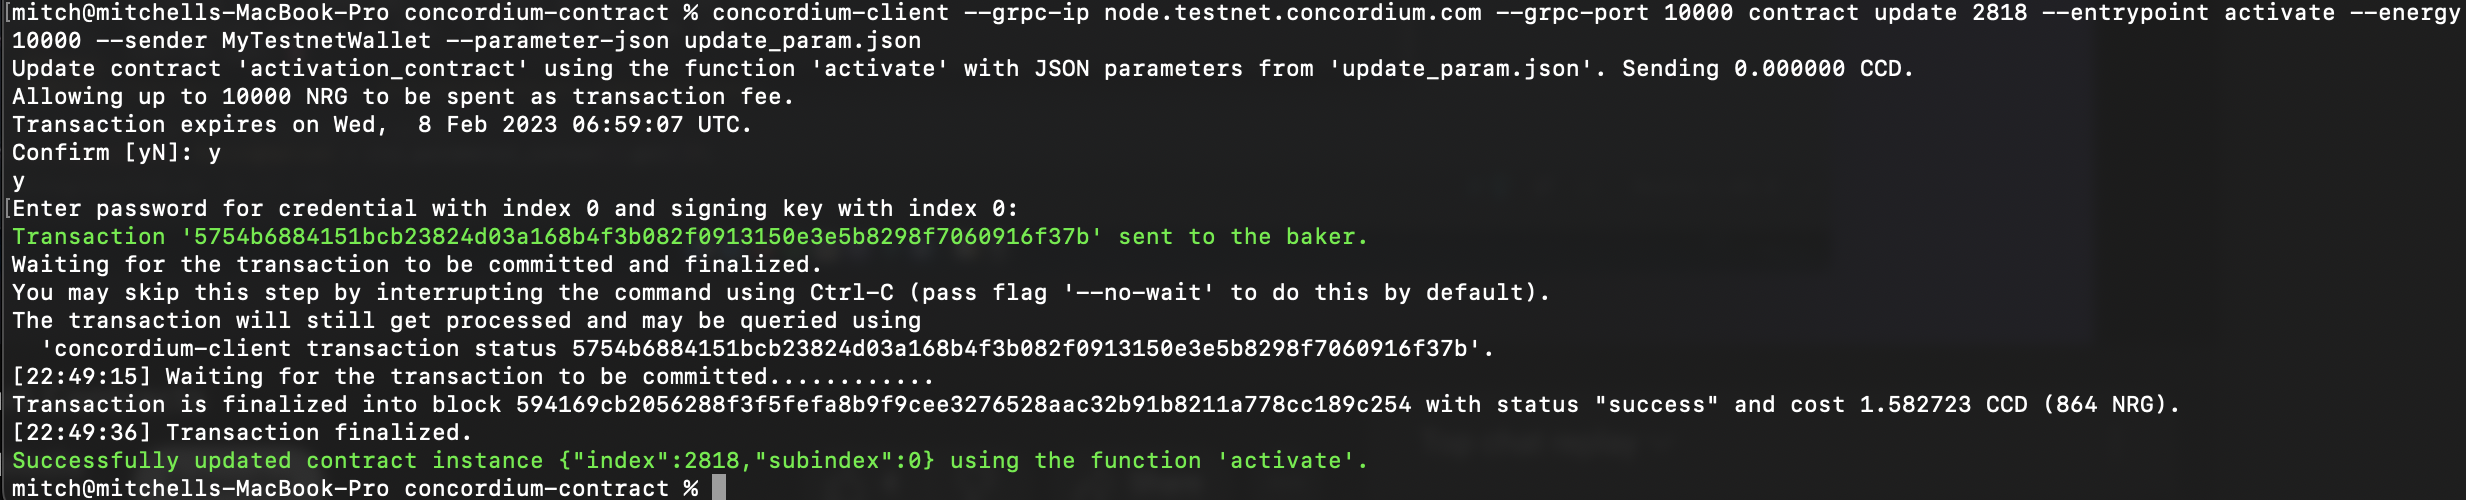 [mitch@mitchells-MacBook-Pro concordium-contract % concordium-client --grpc-ip node.testnet.concordium.com --grpc-port 10000 contract update 2818 --entrypoint activate --energy
10000 --sender MyTestnetWallet --parameter-json update_param.json
Update contract 'activation_contract' using the function 'activate' with JSON parameters from 'update_param.json'. Sending 0.000000 CCD.
Allowing up to 10000 NRG to be spent as transaction fee.
Transaction expires on Wed,  8 Feb 2023 06:59:07 UTC.
Confirm [yN]: y
y
[Enter password for credential with index 0 and signing key with index 0:
Transaction '5754b6884151bcb23824d03a168b4f3b082f0913150e3e5b8298f7060916f37b' sent to the baker.
Waiting for the transaction to be committed and finalized.
You may skip this step by interrupting the command using Ctrl-C (pass flag '--no-wait' to do this by default).
The transaction will still get processed and may be queried using
  'concordium-client transaction status 5754b6884151bcb23824d03a168b4f3b082f0913150e3e5b8298f7060916f37b'.
[22:49:15] Waiting for the transaction to be committed............
Transaction is finalized into block 594169cb2056288f3f5fefa8b9f9cee3276528aac32b91b8211a778cc189c254 with status "success" and cost 1.582723 CCD (864 NRG).
[22:49:36] Transaction finalized.
Successfully updated contract instance {"index":2818,"subindex":0} using the function 'activate'.
mitch@mitchells-MacBook-Pro concordium-contract %